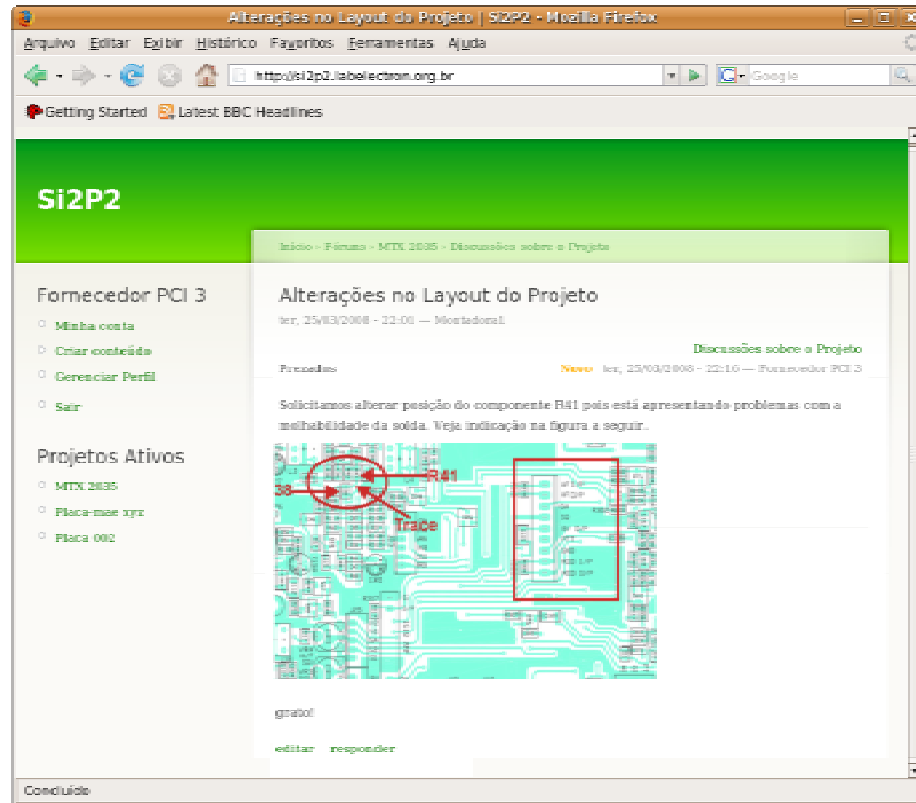 Alterações no Layout do Projeto | Si2P2 - Mozilla Firefox
Arquivo Editar Exibir Histórico Favoritos Ferramentas Ajuda
http://si2p2.labelectron.org.br
Google
Getting Started Latest BBC Headlines
Si2P2
Início » Fóruns » MTX 2035 » Discussões sobre o Projeto
Fornecedor PCI 3
Minha conta
Criar conteúdo
Gerenciar Perfil
Sair
Projetos Ativos
MTX 2035
Placa-mae xyz
Placa 002
Alterações no Layout do Projeto
ter, 25/03/2008 - 22:01 — Montadora1
Discussões sobre o Projeto
Prezados
Novo ter, 25/03/2008 - 22:16 — Fornecedor PCI 3
Solicitamos alterar posição do componente R41 pois está apresentando problemas com a
molhabilidade da solda. Veja indicação na figura a seguir.
R41
38
Trace
grato!
editar responder
Concluído